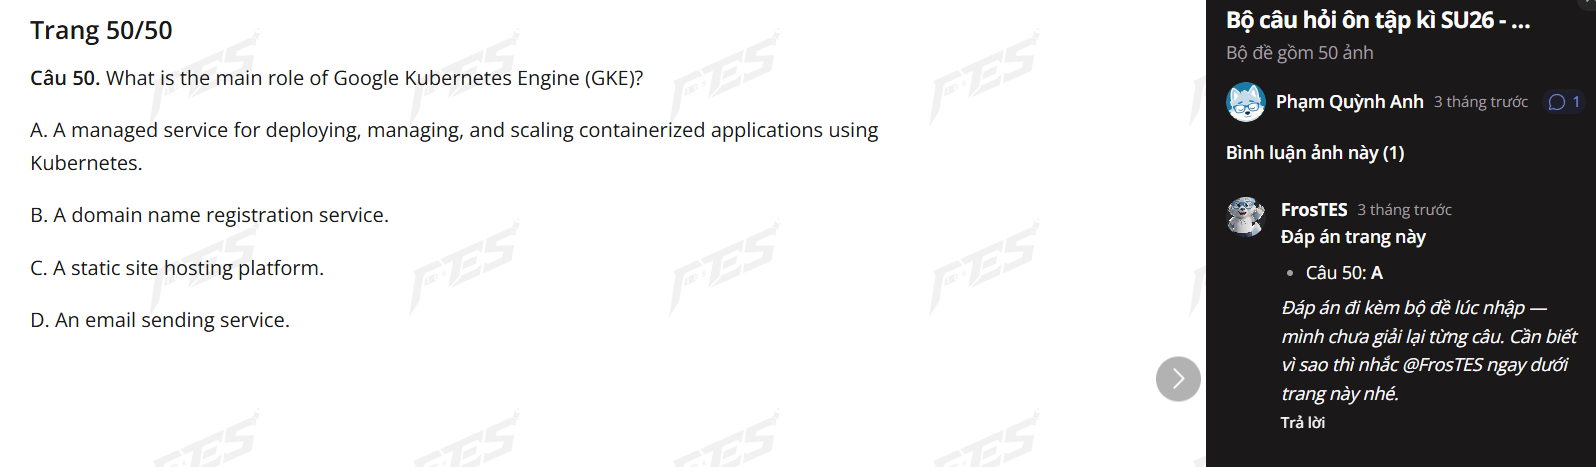 Trang 50/50
Câu 50. What is the main role of Google Kubernetes Engine (GKE)?
A. A managed service for deploying, managing, and scaling containerized applications using
Kubernetes.
B. A domain name registration service.
C. A static site hosting platform.
D. An email sending service.
Bộ câu hỏi ôn tập kì SU26 - ...
Bộ đề gồm 50 ảnh
Phạm Quỳnh Anh 3 tháng trước 1
Bình luận ảnh này (1)
FrosTES 3 tháng trước
Đáp án trang này
Câu 50: A
Đáp án đi kèm bộ đề lúc nhập —
mình chưa giải lại từng câu. Cần biết
vì sao thì nhắc @FrosTES ngay dưới
trang này nhé.
Trả lời